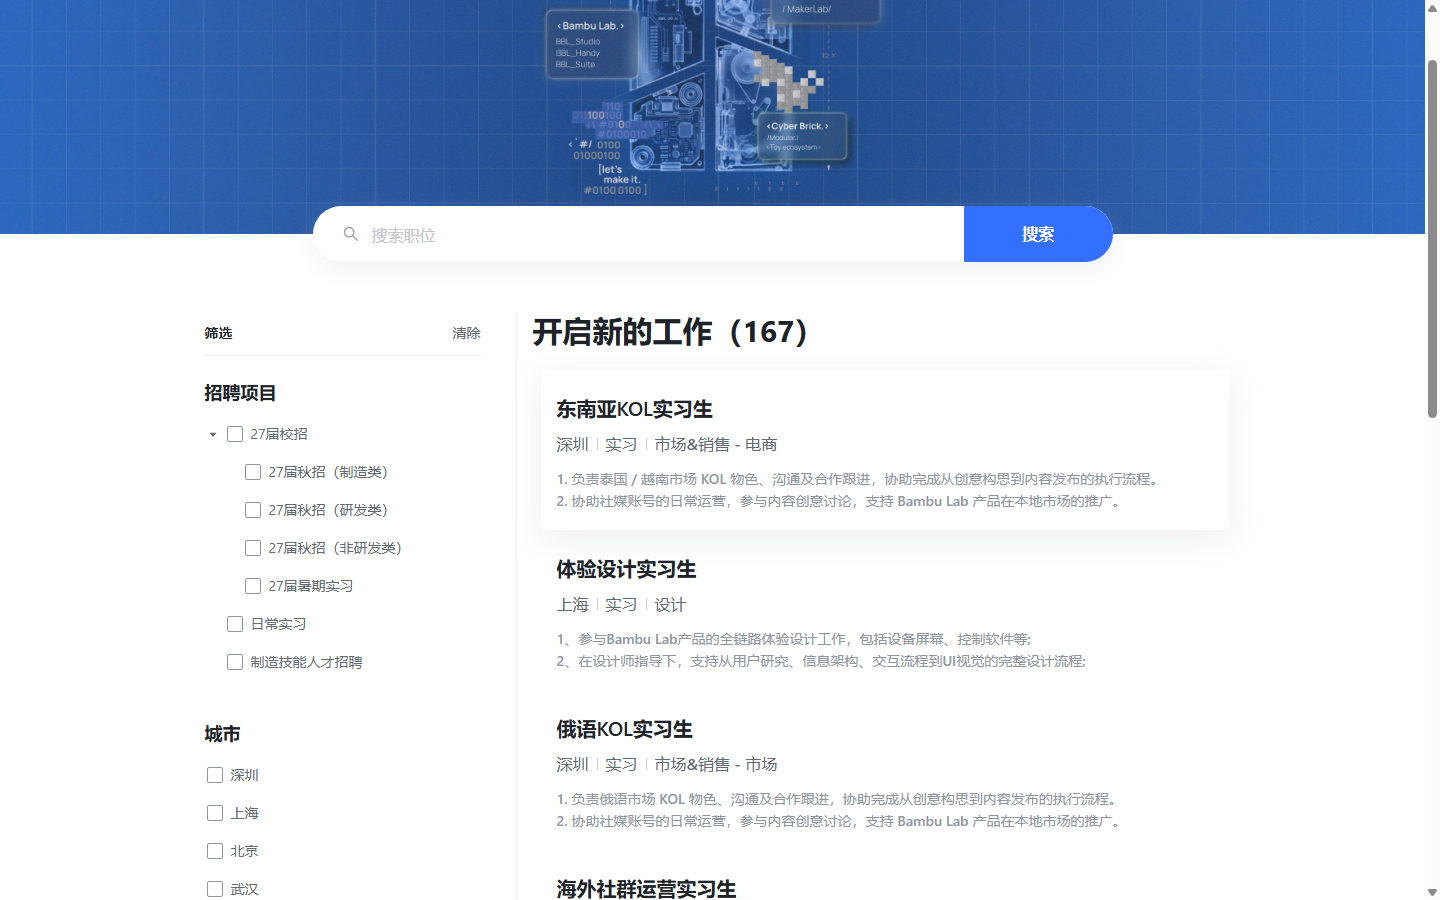 / MakerLab/
<Bambu Lab.>
BBL_Studio
BBL_Handy
BBL_Suite
12 X
110
10100
#0100
#0100010
<`#/ 0100
01000100
[let's
make it.
#0100 0100 ]
<Cyber Brick.>
/Modular./
<Toy ecosystem>
搜索职位
搜索
筛选
清除
招聘项目
27届校招
27届秋招（制造类）
27届秋招（研发类）
27届秋招（非研发类）
27届暑期实习
日常实习
制造技能人才招聘
城市
深圳
上海
北京
武汉
开启新的工作（167）
东南亚KOL实习生
深圳 实习 市场&销售 - 电商
1. 负责泰国 / 越南市场 KOL 物色、沟通及合作跟进，协助完成从创意构思到内容发布的执行流程。
2. 协助社媒账号的日常运营，参与内容创意讨论，支持 Bambu Lab 产品在本地市场的推广。
体验设计实习生
上海 实习 设计
1、参与Bambu Lab产品的全链路体验设计工作，包括设备屏幕、控制软件等;
2、在设计师指导下，支持从用户研究、信息架构、交互流程到UI视觉的完整设计流程;
俄语KOL实习生
深圳 实习 市场&销售 - 市场
1. 负责俄语市场 KOL 物色、沟通及合作跟进，协助完成从创意构思到内容发布的执行流程。
2. 协助社媒账号的日常运营，参与内容创意讨论，支持 Bambu Lab 产品在本地市场的推广。
海外社群运营实习生